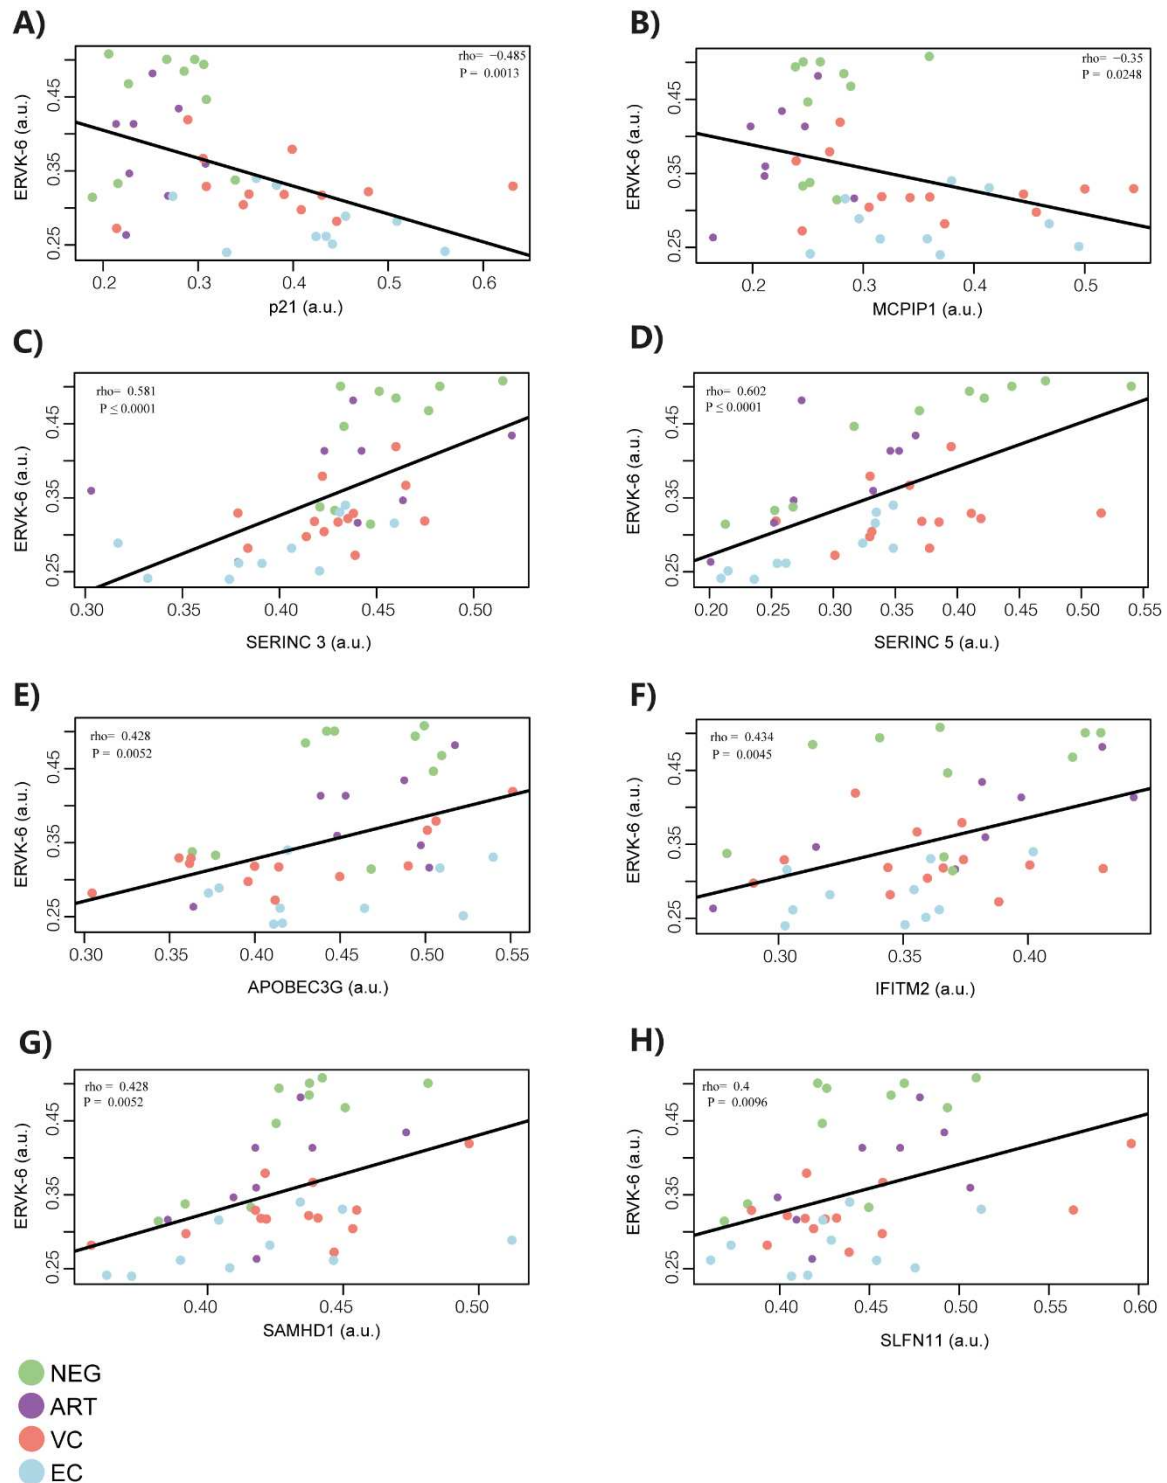 A)
rho= −0.485
P = 0.0013
ERVK-6 (a.u.)
0.25 0.35 0.45
0.2 0.3 0.4 0.5 0.6
p21 (a.u.)
B)
rho= −0.35
P = 0.0248
ERVK-6 (a.u.)
0.25 0.35 0.45
0.2 0.3 0.4 0.5
MCPIP1 (a.u.)
C)
rho= 0.581
P ≤ 0.0001
ERVK-6 (a.u.)
0.25 0.35 0.45
0.30 0.35 0.40 0.45 0.50
SERINC 3 (a.u.)
D)
rho= 0.602
P ≤ 0.0001
ERVK-6 (a.u.)
0.25 0.35 0.45
0.20 0.25 0.30 0.35 0.40 0.45 0.50 0.55
SERINC 5 (a.u.)
E)
rho= 0.428
P = 0.0052
ERVK-6 (a.u.)
0.25 0.35 0.45
0.30 0.35 0.40 0.45 0.50 0.55
APOBEC3G (a.u.)
F)
rho = 0.434
P = 0.0045
ERVK-6 (a.u.)
0.25 0.35 0.45
0.30 0.35 0.40
IFITM2 (a.u.)
G)
rho = 0.428
P = 0.0052
ERVK-6 (a.u.)
0.25 0.35 0.45
0.40 0.45 0.50
SAMHD1 (a.u.)
H)
rho= 0.4
P = 0.0096
ERVK-6 (a.u.)
0.25 0.35 0.45
0.40 0.45 0.50 0.55 0.60
SLFN11 (a.u.)
NEG
ART
VC
EC